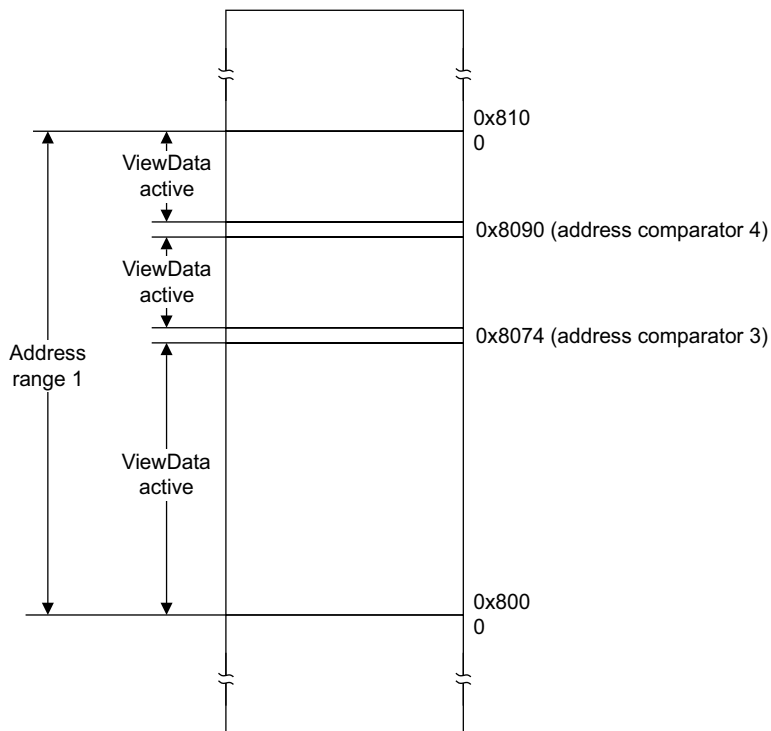 0x810
0
ViewData
active
0x8090 (address comparator 4)
ViewData
active
0x8074 (address comparator 3)
Address
range 1
ViewData
active
0x800
0